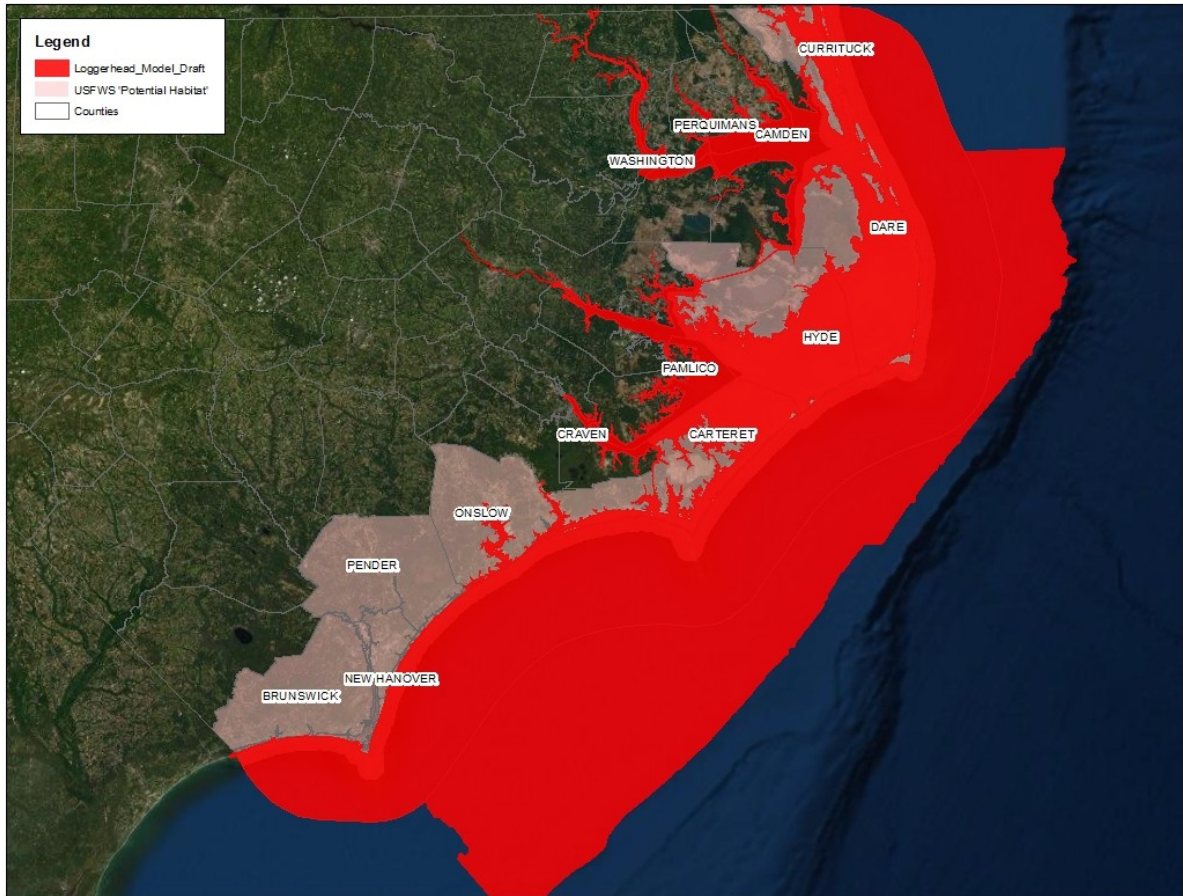 Legend
Loggerhead_Model_Draft
USFWS 'Potential Habitat'
Counties
CURRITUCK
PERQUIMANS
CAMDEN
WASHINGTON
DARE
HYDE
PAMLICO
CRAVEN
CARTERET
ONSLOW
PENDER
NEW HANOVER
BRUNSWICK